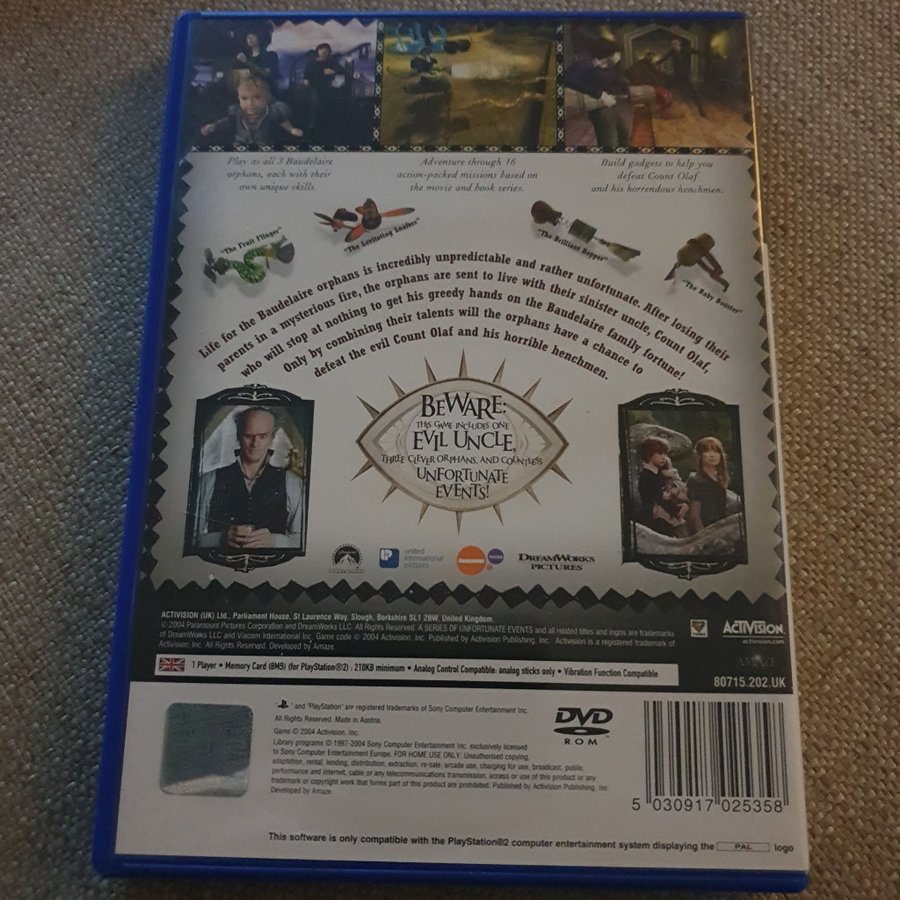 Play as all 3 Baudelaire
orphans, each with their
own unique skills.
Adventure through 16
action-packed missions based on
the movie and book series.
Build gadgets to help you
defeat Count Olaf
and his horrendous henchmen.
"The Fruit Flinger"
"The Levitating Loafers"
"The Brilliant Bopper"
"The Baby Booster"
Life for the Baudelaire orphans is incredibly unpredictable and rather unfortunate. After losing their
parents in a mysterious fire, the orphans are sent to live with their sinister uncle, Count Olaf,
who will stop at nothing to get his greedy hands on the Baudelaire family fortune!
Only by combining their talents will the orphans have a chance to
defeat the evil Count Olaf and his horrible henchmen.
BEWARE:
THIS GAME INCLUDES ONE
EVIL UNCLE,
THREE CLEVER ORPHANS, AND COUNTLESS
UNFORTUNATE
EVENTS!
united
international
pictures
DREAMWORKS
PICTURES
ACTIVISION (UK) Ltd., Parliament House, St Laurence Way, Slough, Berkshire SL1 2BW, United Kingdom.
© 2004 Paramount Pictures Corporation and DreamWorks LLC. All Rights Reserved. A SERIES OF UNFORTUNATE EVENTS and all related titles and logos are trademarks
of DreamWorks LLC and Viacom International Inc. Game code © 2004 Activision, Inc. Published by Activision Publishing, Inc. Activision is a registered trademark of
Activision, Inc. All Rights Reserved. Developed by Amaze.
ACTIVISION
activision.com
AMAZE
1 Player • Memory Card (8MB) (for PlayStation®2) : 210KB minimum • Analog Control Compatible: analog sticks only • Vibration Function Compatible
80715.202.UK
" and "PlayStation" are registered trademarks of Sony Computer Entertainment Inc.
All Rights Reserved. Made in Austria.
Game © 2004 Activision, Inc.
Library programs © 1997-2004 Sony Computer Entertainment Inc. exclusively licensed
to Sony Computer Entertainment Europe. FOR HOME USE ONLY. Unauthorised copying,
adaptation, rental, lending, distribution, extraction, re-sale, arcade use, charging for use, broadcast, public
performance and internet, cable or any telecommunications transmission, access or use of this product or any
trademark or copyright work that forms part of this product are prohibited. Published by Activision Publishing, Inc.
Developed by Amaze.
DVD
ROM
5 030917 025358
This software is only compatible with the PlayStation®2 computer entertainment system displaying the PAL logo